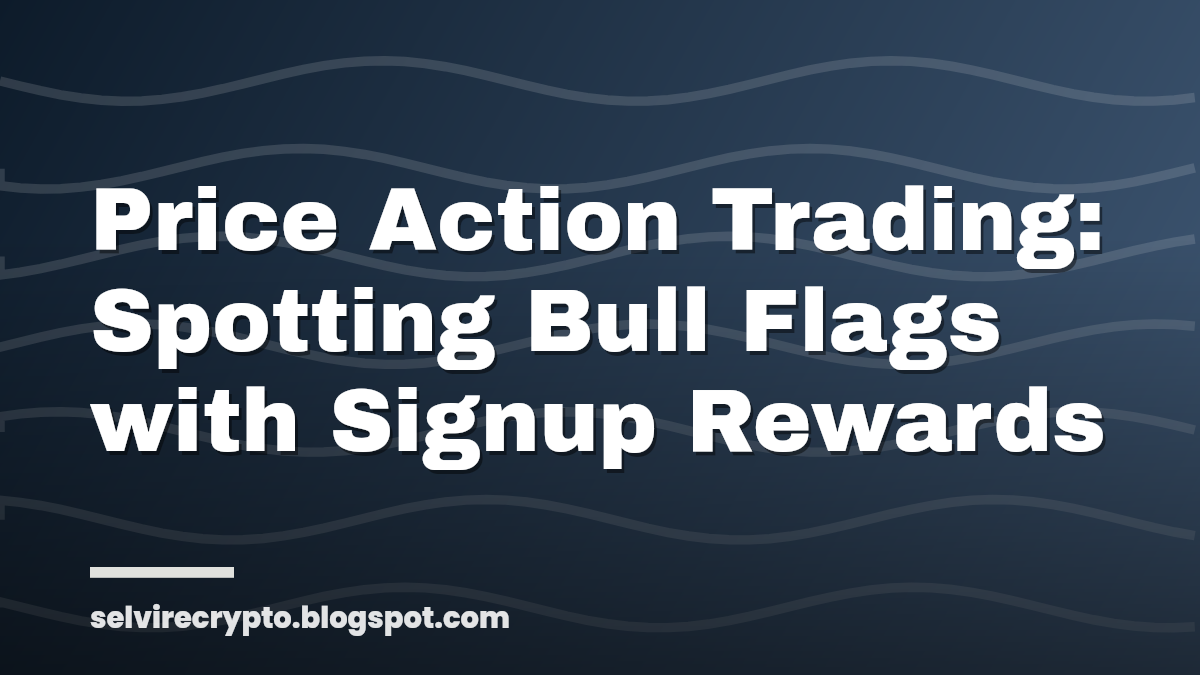 Price Action Trading:
Spotting Bull Flags
with Signup Rewards
selvirecrypto.blogspot.com